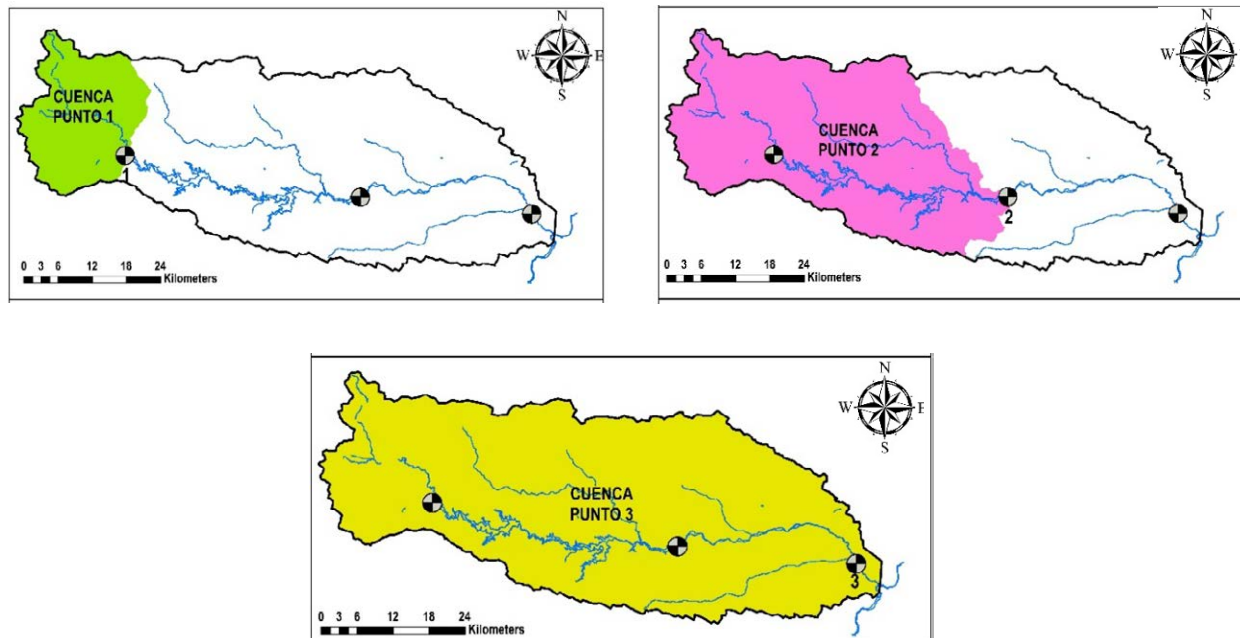 N
W E
S
CUENCA
PUNTO 1
1
0 3 6 12 18 24
Kilometers
N
W E
S
CUENCA
PUNTO 2
2
0 3 6 12 18 24
Kilometers
N
W E
S
CUENCA
PUNTO 3
3
0 3 6 12 18 24
Kilometers